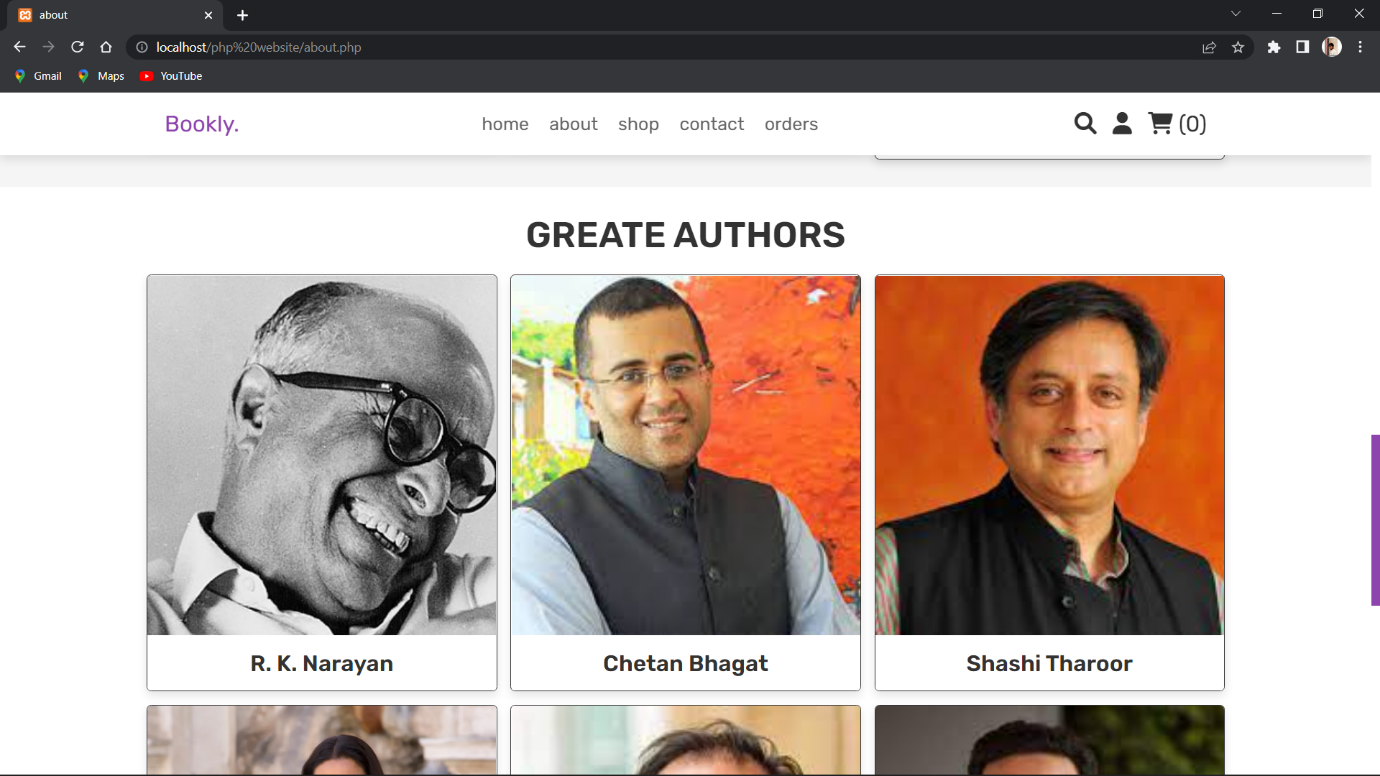 about
localhost/php%20website/about.php
Gmail Maps YouTube
Bookly. home about shop contact orders (0)
GREATE AUTHORS
R. K. Narayan Chetan Bhagat Shashi Tharoor